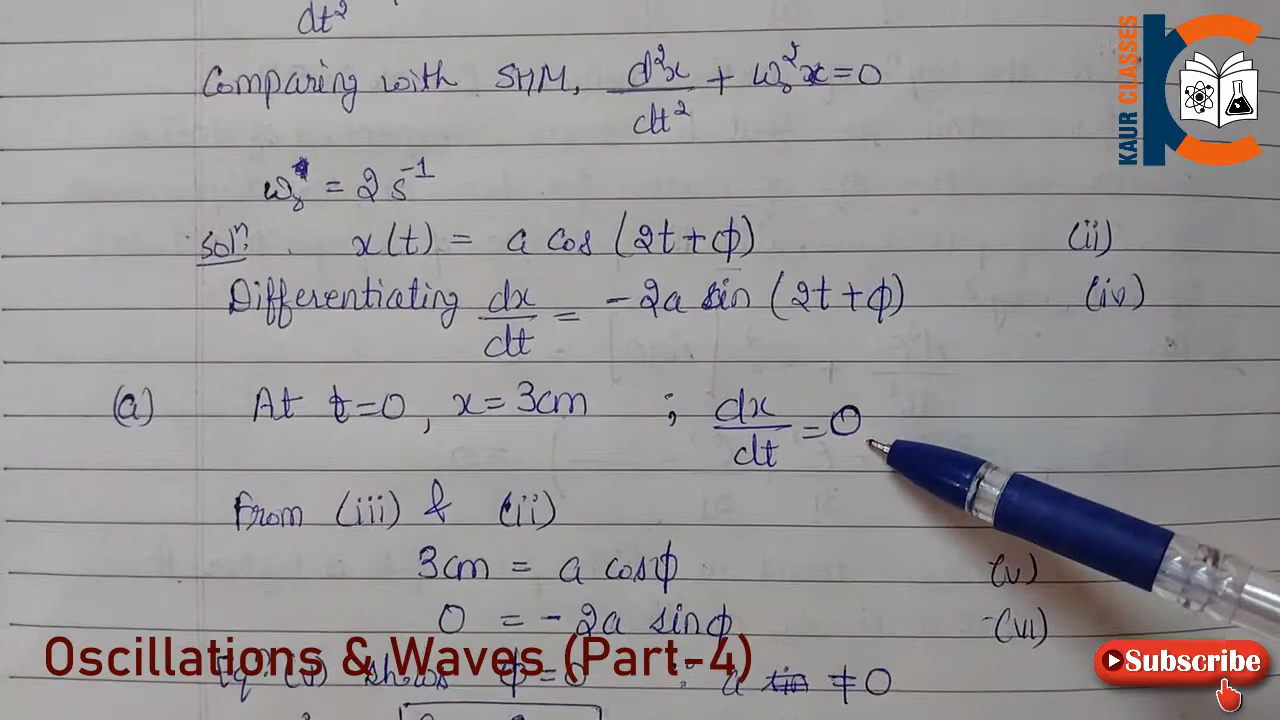 dt²
Comparing with SHM, d²x/dt² + ω₀²x = 0
ω₀ = 2 s⁻¹
Solⁿ. x(t) = a cos (2t + ϕ) (ii)
Differentiating dx/dt = -2a sin (2t + ϕ) (iv)
(a) At t=0, x=3cm ; dx/dt = 0
From (iii) & (ii)
3cm = a cosϕ (v)
0 = -2a sinϕ (vi)
shows ϕ=0 ∵ a ≠ 0
Oscillations & Waves (Part-4)
KAUR CLASSES
Subscribe